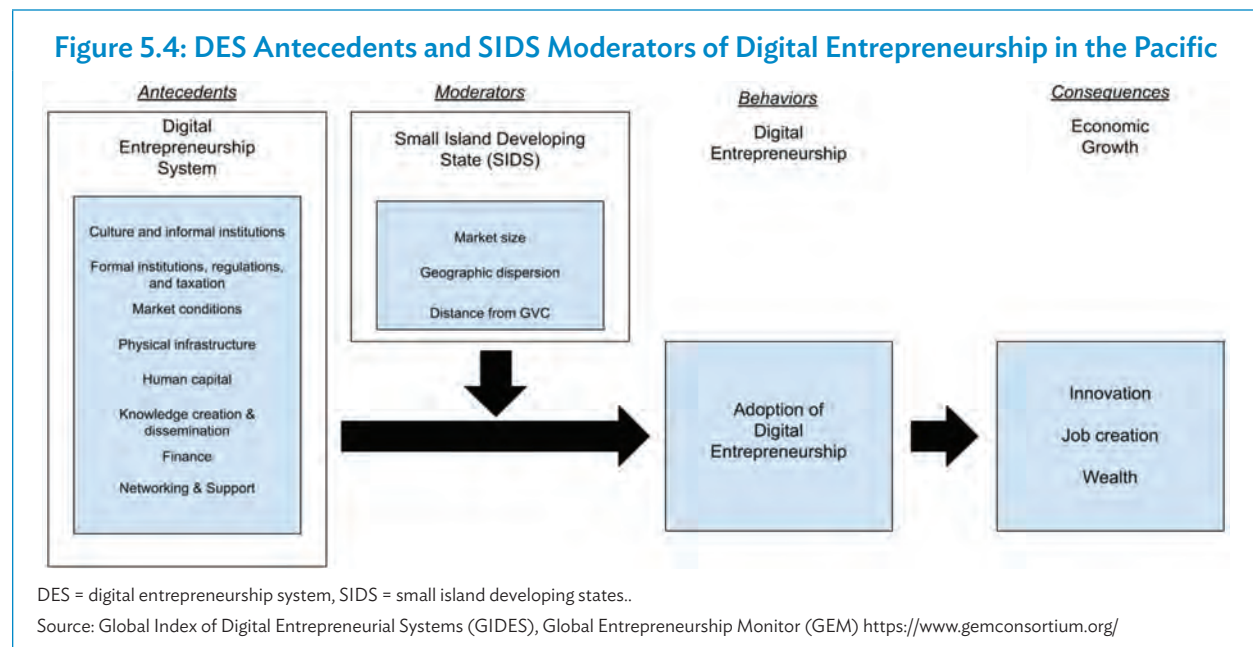 Figure 5.4: DES Antecedents and SIDS Moderators of Digital Entrepreneurship in the Pacific
Antecedents
Digital
Entrepreneurship
System
Culture and informal institutions
Formal institutions, regulations,
and taxation
Market conditions
Physical infrastructure
Human capital
Knowledge creation &
dissemination
Finance
Networking & Support
Moderators
Small Island Developing
State (SIDS)
Market size
Geographic dispersion
Distance from GVC
Behaviors
Digital
Entrepreneurship
Adoption of
Digital
Entrepreneurship
Consequences
Economic
Growth
Innovation
Job creation
Wealth
DES = digital entrepreneurship system, SIDS = small island developing states..
Source: Global Index of Digital Entrepreneurial Systems (GIDES), Global Entrepreneurship Monitor (GEM) https://www.gemconsortium.org/